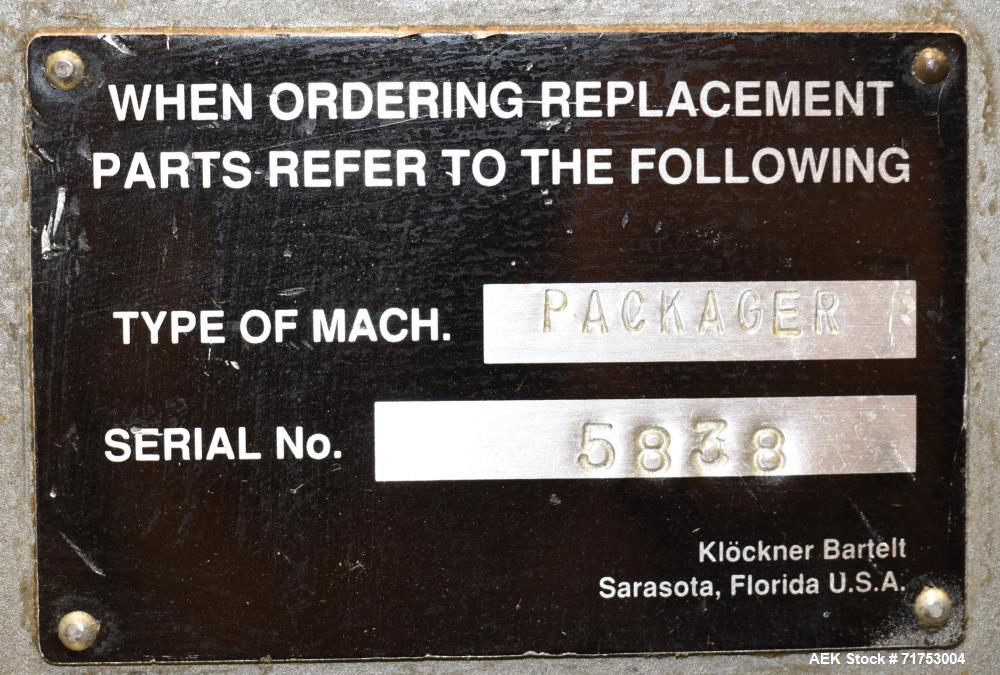 WHEN ORDERING REPLACEMENT
PARTS REFER TO THE FOLLOWING
TYPE OF MACH. PACKAGER
SERIAL No. 5838
Klöckner Bartelt
Sarasota, Florida U.S.A.
AEK Stock # 71753004